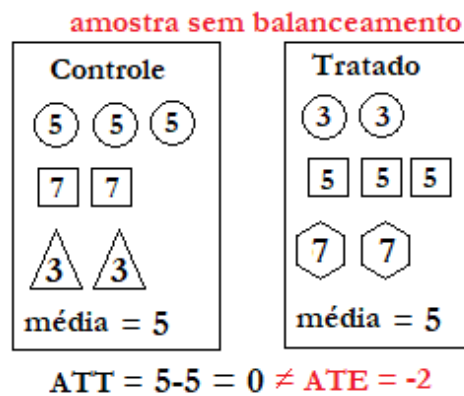 amostra sem balanceamento
Controle
5 5 5
7 7
3 3
média = 5
Tratado
3 3
5 5 5
7 7
média = 5
ATT = 5-5 = 0 ≠ ATE = -2